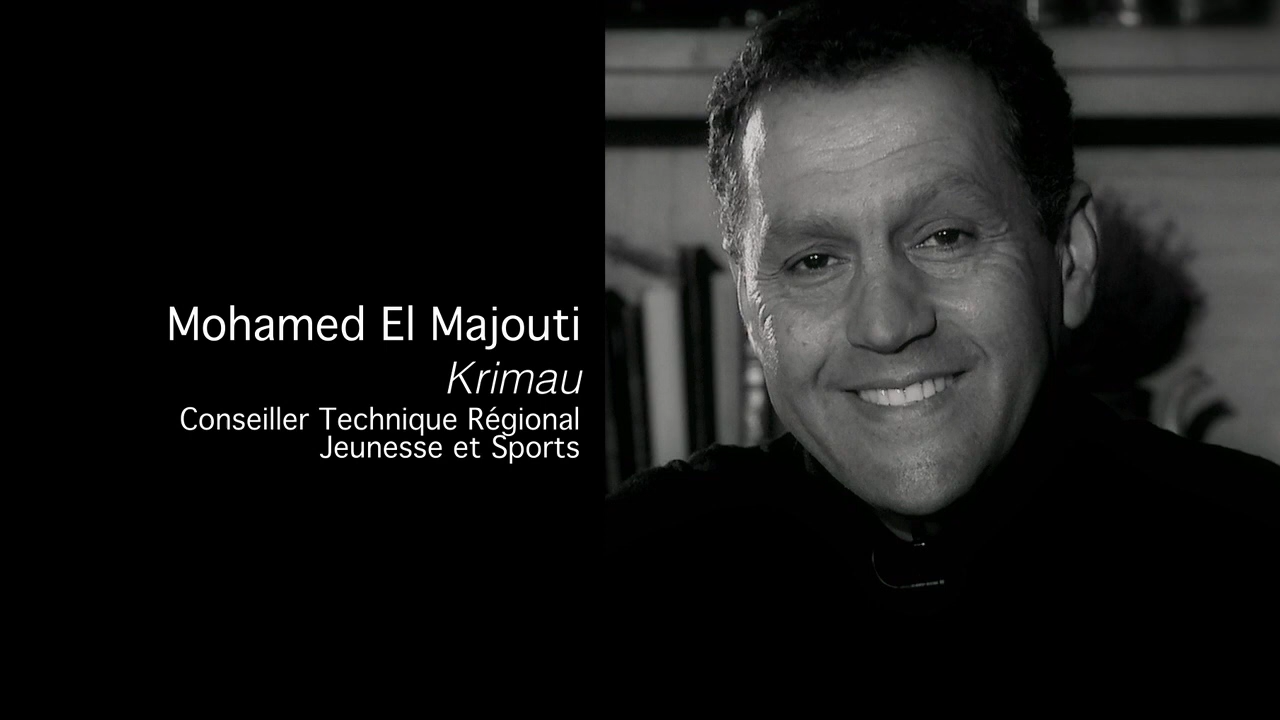 Mohamed El Majouti
Krimau
Conseiller Technique Régional
Jeunesse et Sports